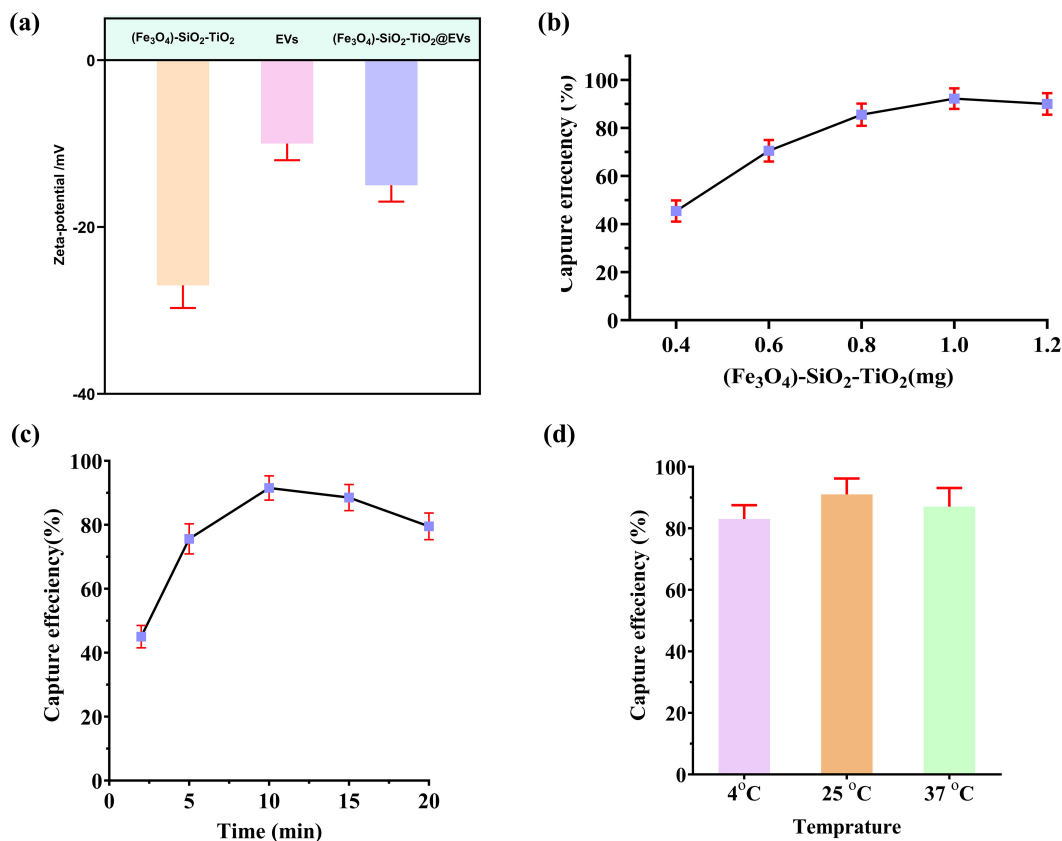 (a)
(Fe₃O₄)-SiO₂-TiO₂ EVs (Fe₃O₄)-SiO₂-TiO₂@EVs
0
-20
-40
Zeta-potential /mV
(b)
100
80
60
40
20
0
Capture effeciency (%)
0.4 0.6 0.8 1.0 1.2
(Fe₃O₄)-SiO₂-TiO₂(mg)
(c)
100
80
60
40
20
0
Capture effeciency(%)
0 5 10 15 20
Time (min)
(d)
100
80
60
40
20
0
Capture effeciency (%)
4°C 25 °C 37 °C
Temprature